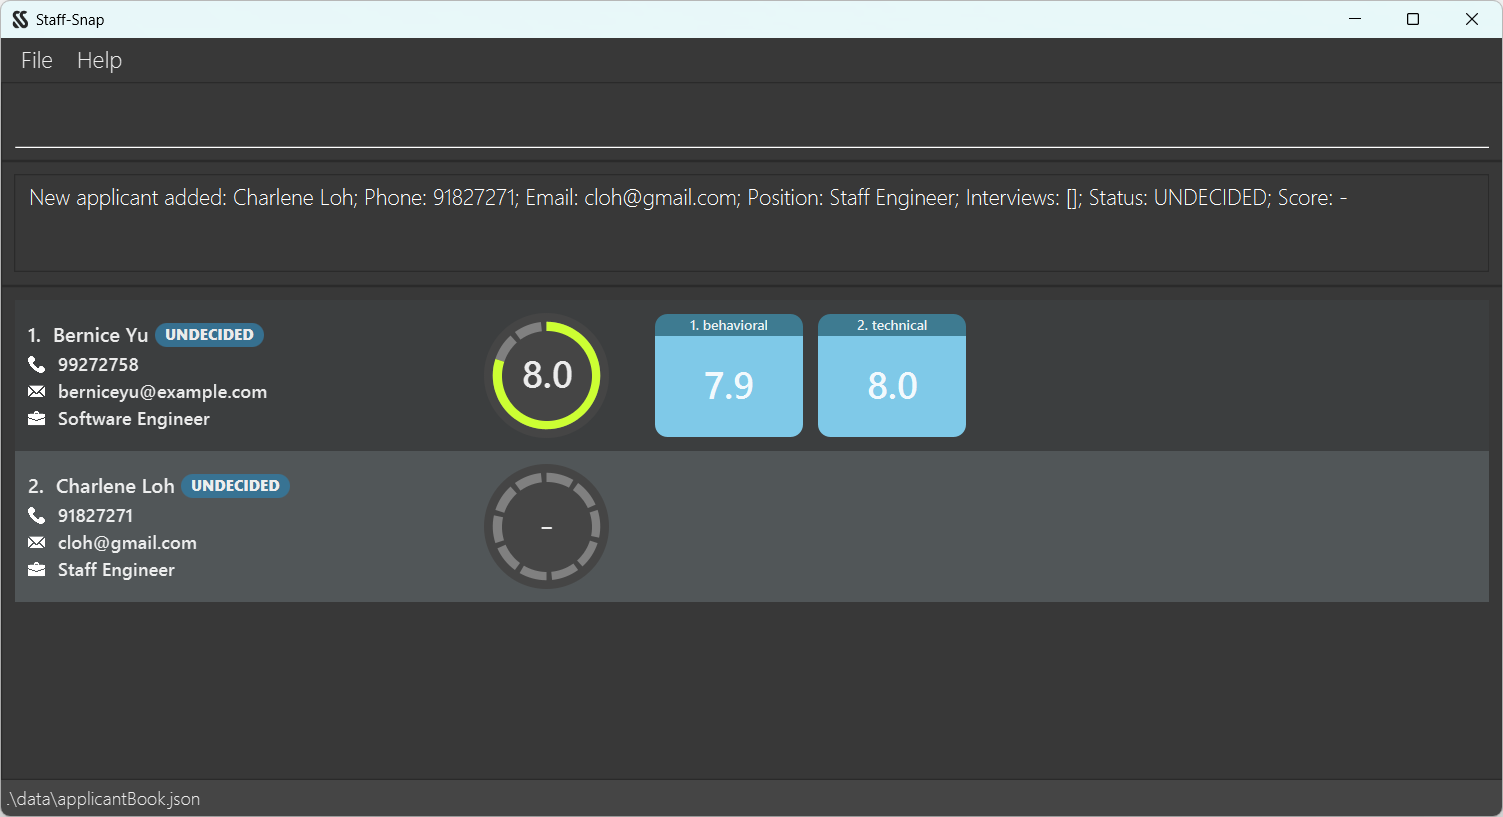 Staff-Snap
File Help
New applicant added: Charlene Loh; Phone: 91827271; Email: cloh@gmail.com; Position: Staff Engineer; Interviews: []; Status: UNDECIDED; Score: -
1. Bernice Yu UNDECIDED
99272758
berniceyu@example.com
Software Engineer
8.0
1. behavioral
7.9
2. technical
8.0
2. Charlene Loh UNDECIDED
91827271
cloh@gmail.com
Staff Engineer
-
.\data\applicantBook.json